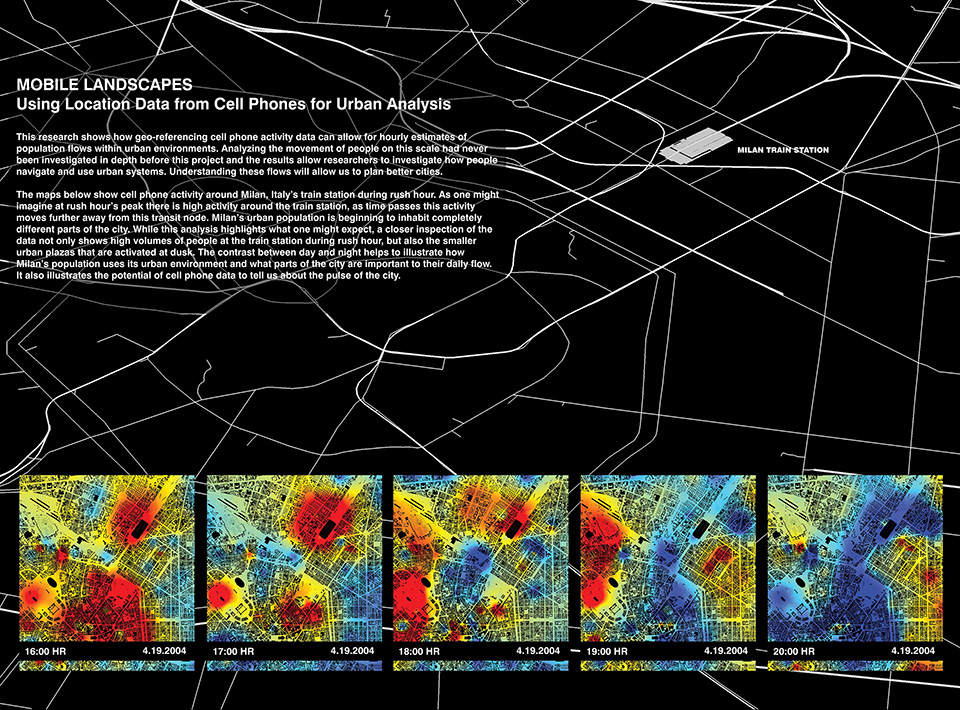 MOBILE LANDSCAPES
Using Location Data from Cell Phones for Urban Analysis
This research shows how geo-referencing cell phone activity data can allow for hourly estimates of
population flows within urban environments. Analyzing the movement of people on this scale had never
been investigated in depth before this project and the results allow researchers to investigate how people
navigate and use urban systems. Understanding these flows will allow us to plan better cities.
The maps below show cell phone activity around Milan, Italy's train station during rush hour. As one might
imagine at rush hour's peak there is high activity around the train station, as time passes this activity
moves further away from this transit node. Milan's urban population is beginning to inhabit completely
different parts of the city. While this analysis highlights what one might expect, a closer inspection of the
data not only shows high volumes of people at the train station during rush hour, but also the smaller
urban plazas that are activated at dusk. The contrast between day and night helps to illustrate how
Milan's population uses its urban environment and what parts of the city are important to their daily flow.
It also illustrates the potential of cell phone data to tell us about the pulse of the city.
MILAN TRAIN STATION
16:00 HR 4.19.2004
17:00 HR 4.19.2004
18:00 HR 4.19.2004
19:00 HR 4.19.2004
20:00 HR 4.19.2004